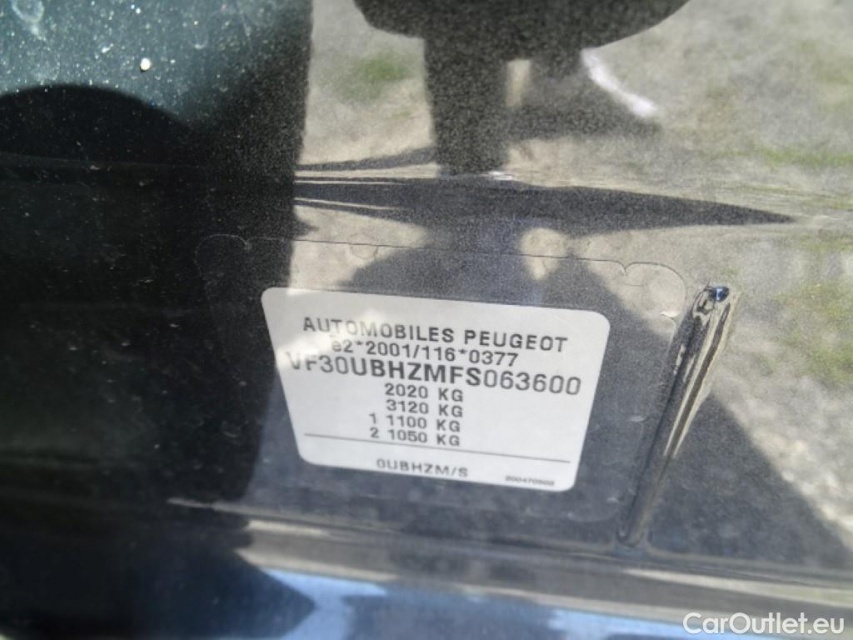 AUTOMOBILES PEUGEOT
e2*2001/116*0377
VF30UBHZMFS063600
2020 KG
3120 KG
1 1100 KG
2 1050 KG
0UBHZM/S
CarOutlet.eu